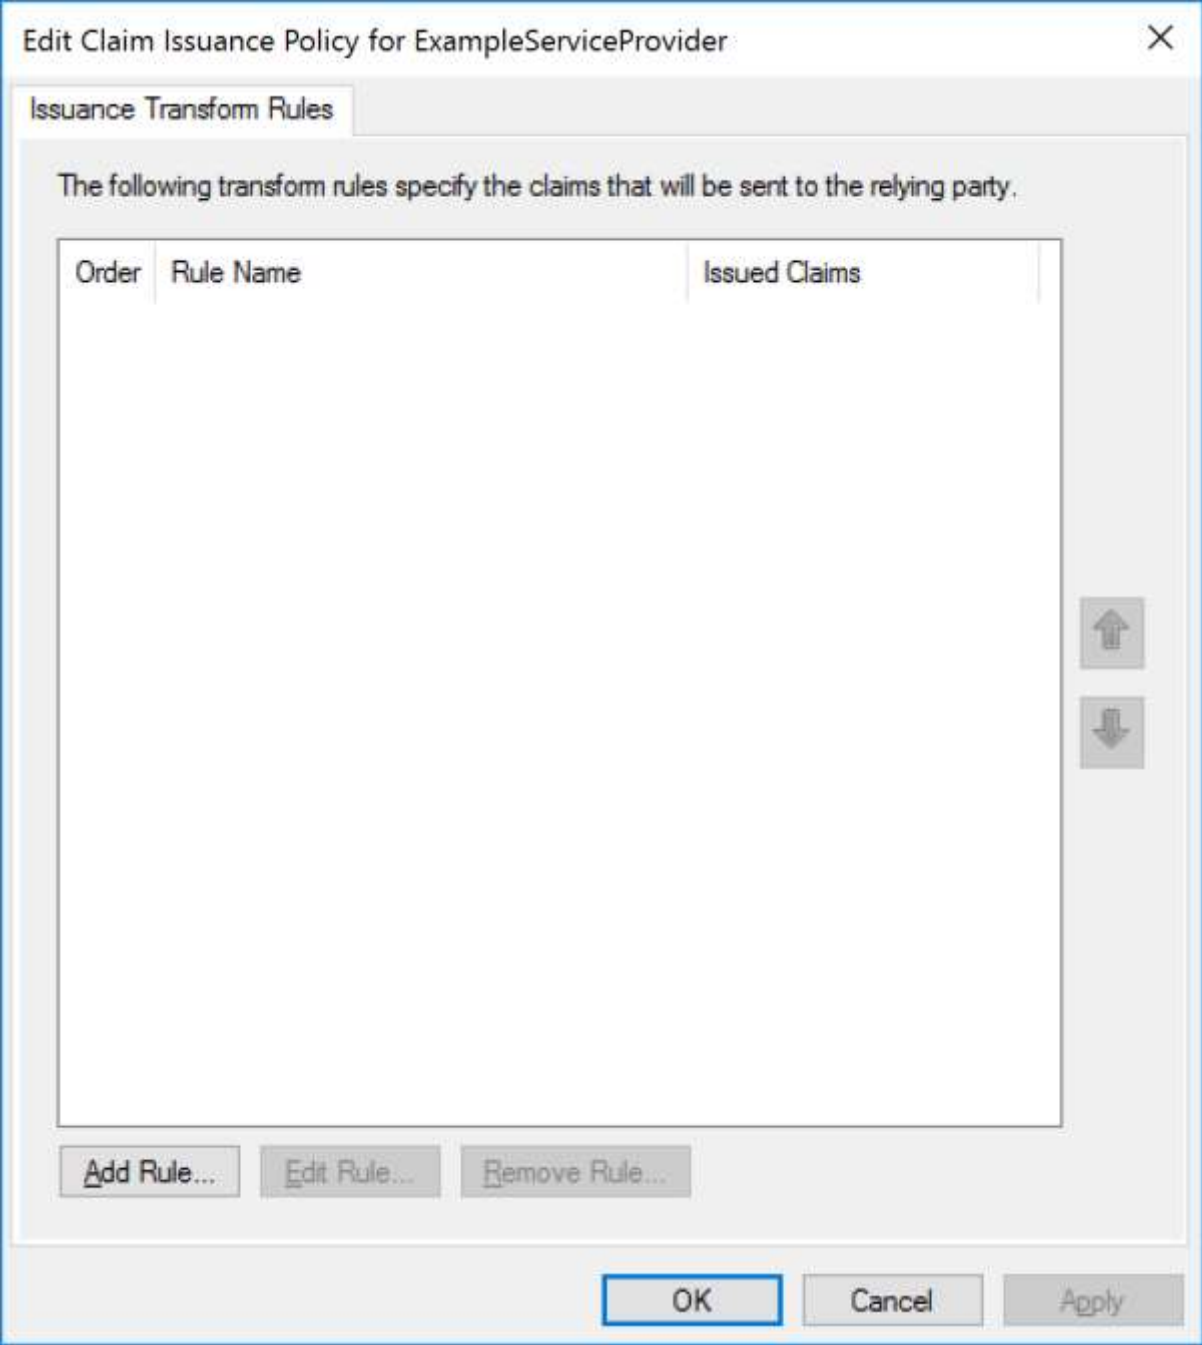 Edit Claim Issuance Policy for ExampleServiceProvider
Issuance Transform Rules
The following transform rules specify the claims that will be sent to the relying party.
Order Rule Name Issued Claims
Add Rule... Edit Rule... Remove Rule...
OK Cancel Apply